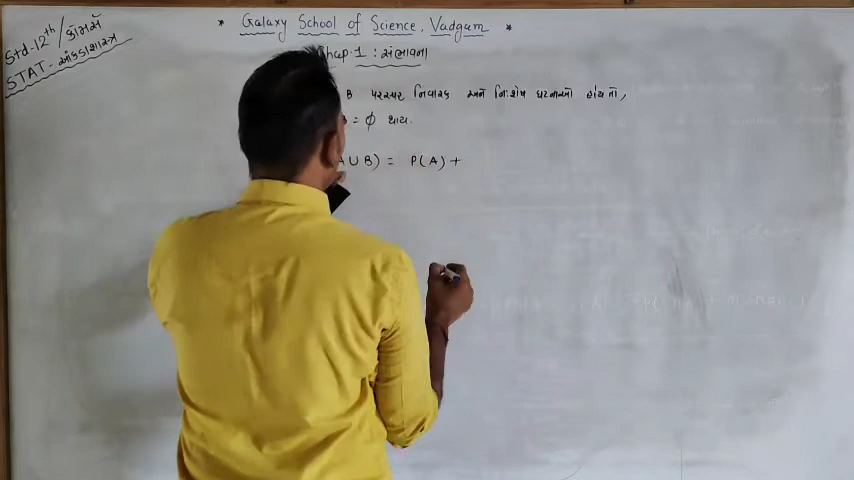 * Galaxy School of Science, Vadgam *
Std-12th / કૉમર્સ
STAT - આંકડાશાસ્ત્ર
Chap-1 : સંભાવના
B પરસ્પર નિવારક અને નિઃશેષ ઘટનાઓ હોય તો,
= ϕ થાય.
A ∪ B) = P(A) +